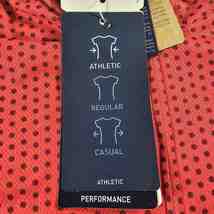 ATHLETIC
REGULAR
CASUAL
ATHLETIC
PERFORMANCE